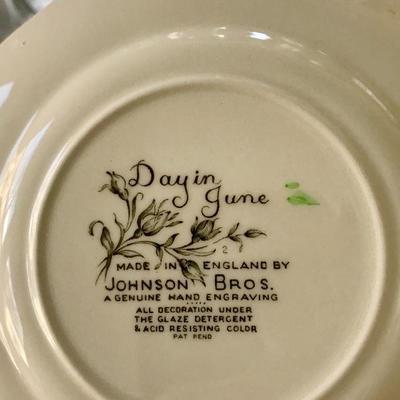 Day in
June
2
MADE IN ENGLAND BY
JOHNSON BROS.
A GENUINE HAND ENGRAVING
ALL DECORATION UNDER
THE GLAZE DETERGENT
& ACID RESISTING COLOR
PAT PEND